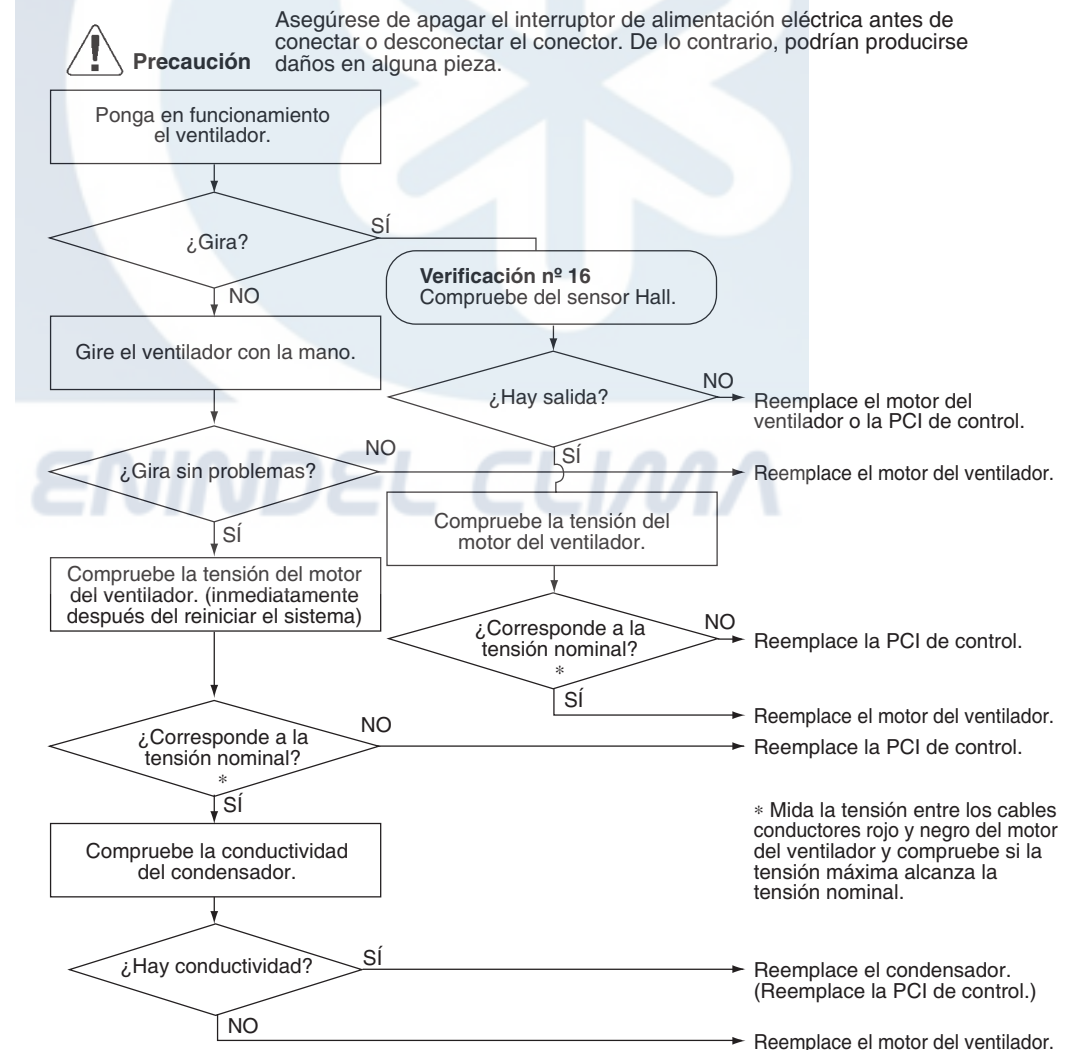 Asegúrese de apagar el interruptor de alimentación eléctrica antes de
conectar o desconectar el conector. De lo contrario, podrían producirse
daños en alguna pieza.
Precaución
Ponga en funcionamiento
el ventilador.
¿Gira?
SÍ
NO
Verificación nº 16
Compruebe del sensor Hall.
Gire el ventilador con la mano.
¿Hay salida?
NO
Reemplace el motor del
ventilador o la PCI de control.
SÍ
¿Gira sin problemas?
NO
Reemplace el motor del ventilador.
SÍ
ENINDEL CLIMA
Compruebe la tensión del
motor del ventilador.
Compruebe la tensión del motor
del ventilador. (inmediatamente
después del reiniciar el sistema)
¿Corresponde a la
tensión nominal?
*
NO
Reemplace la PCI de control.
SÍ
Reemplace el motor del ventilador.
¿Corresponde a la
tensión nominal?
*
NO
Reemplace la PCI de control.
SÍ
* Mida la tensión entre los cables
conductores rojo y negro del motor
del ventilador y compruebe si la
tensión máxima alcanza la
tensión nominal.
Compruebe la conductividad
del condensador.
¿Hay conductividad?
SÍ
Reemplace el condensador.
(Reemplace la PCI de control.)
NO
Reemplace el motor del ventilador.